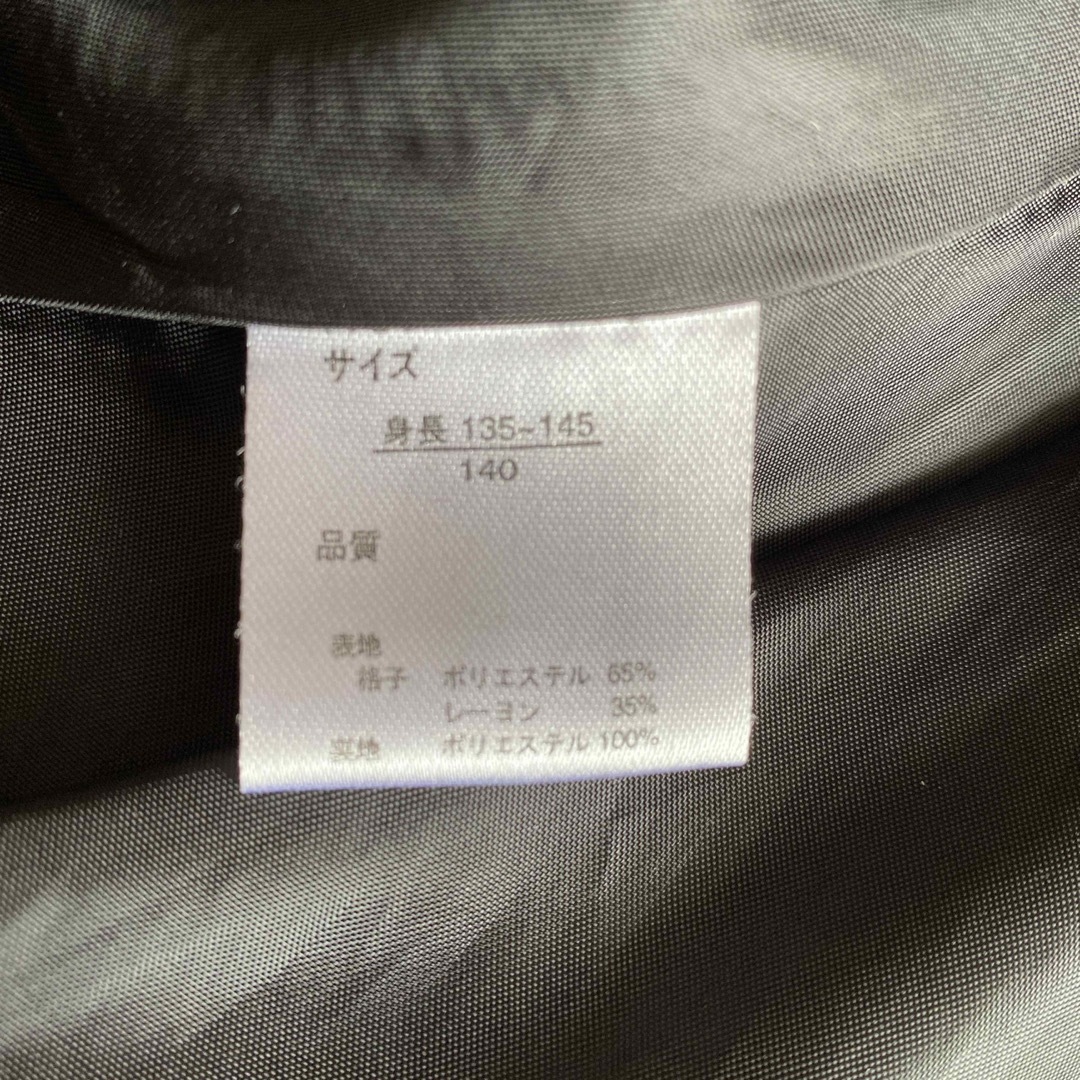 サイズ
身長 135~145
140
品質
表地
格子 ポリエステル 65%
レーヨン 35%
裏地 ポリエステル 100%